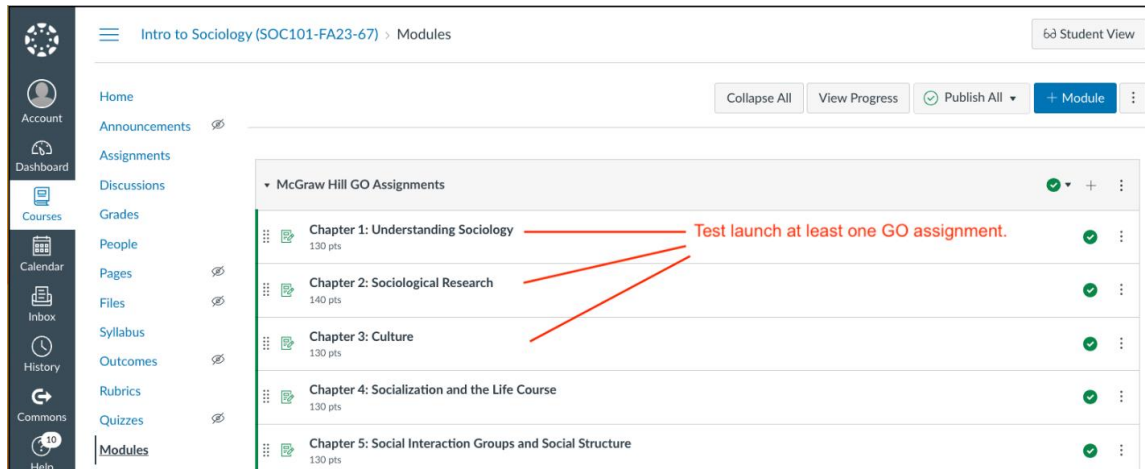 Intro to Sociology (SOC101-FA23-67) > Modules
Student View
Account
Dashboard
Courses
Calendar
10
Inbox
History
Commons
Help
Home
Announcements
Assignments
Discussions
Grades
People
Pages
Files
Syllabus
Outcomes
Rubrics
Quizzes
Modules
Collapse All
View Progress
Publish All
+ Module
McGraw Hill GO Assignments
Chapter 1: Understanding Sociology
130 pts
Test launch at least one GO assignment.
Chapter 2: Sociological Research
140 pts
Chapter 3: Culture
130 pts
Chapter 4: Socialization and the Life Course
130 pts
Chapter 5: Social Interaction Groups and Social Structure
130 pts